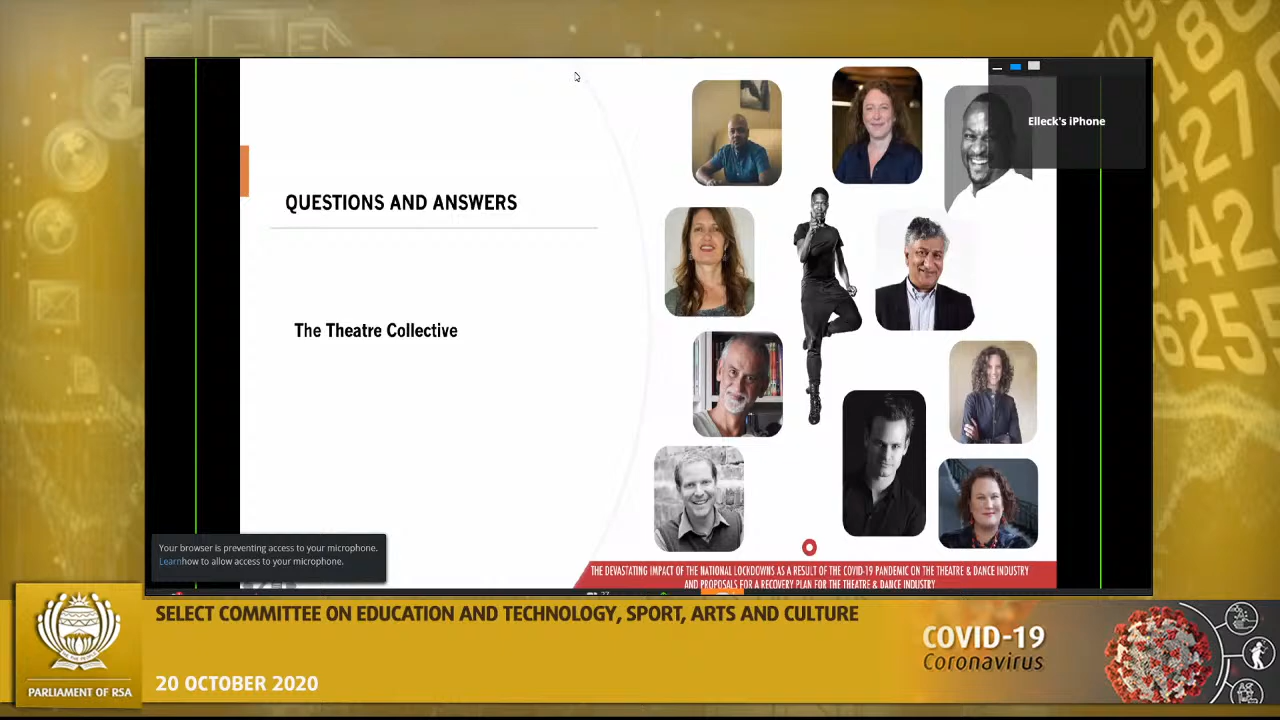 Elleck's iPhone
QUESTIONS AND ANSWERS
The Theatre Collective
Your browser is preventing access to your microphone.
Learnhow to allow access to your microphone.
THE DEVASTATING IMPACT OF THE NATIONAL LOCKDOWNS AS A RESULT OF THE COVID-19 PANDEMIC ON THE THEATRE & DANCE INDUSTRY
AND PROPOSALS FOR A RECOVERY PLAN FOR THE THEATRE & DANCE INDUSTRY
SELECT COMMITTEE ON EDUCATION AND TECHNOLOGY, SPORT, ARTS AND CULTURE
20 OCTOBER 2020
PARLIAMENT OF RSA
COVID-19
Coronavirus